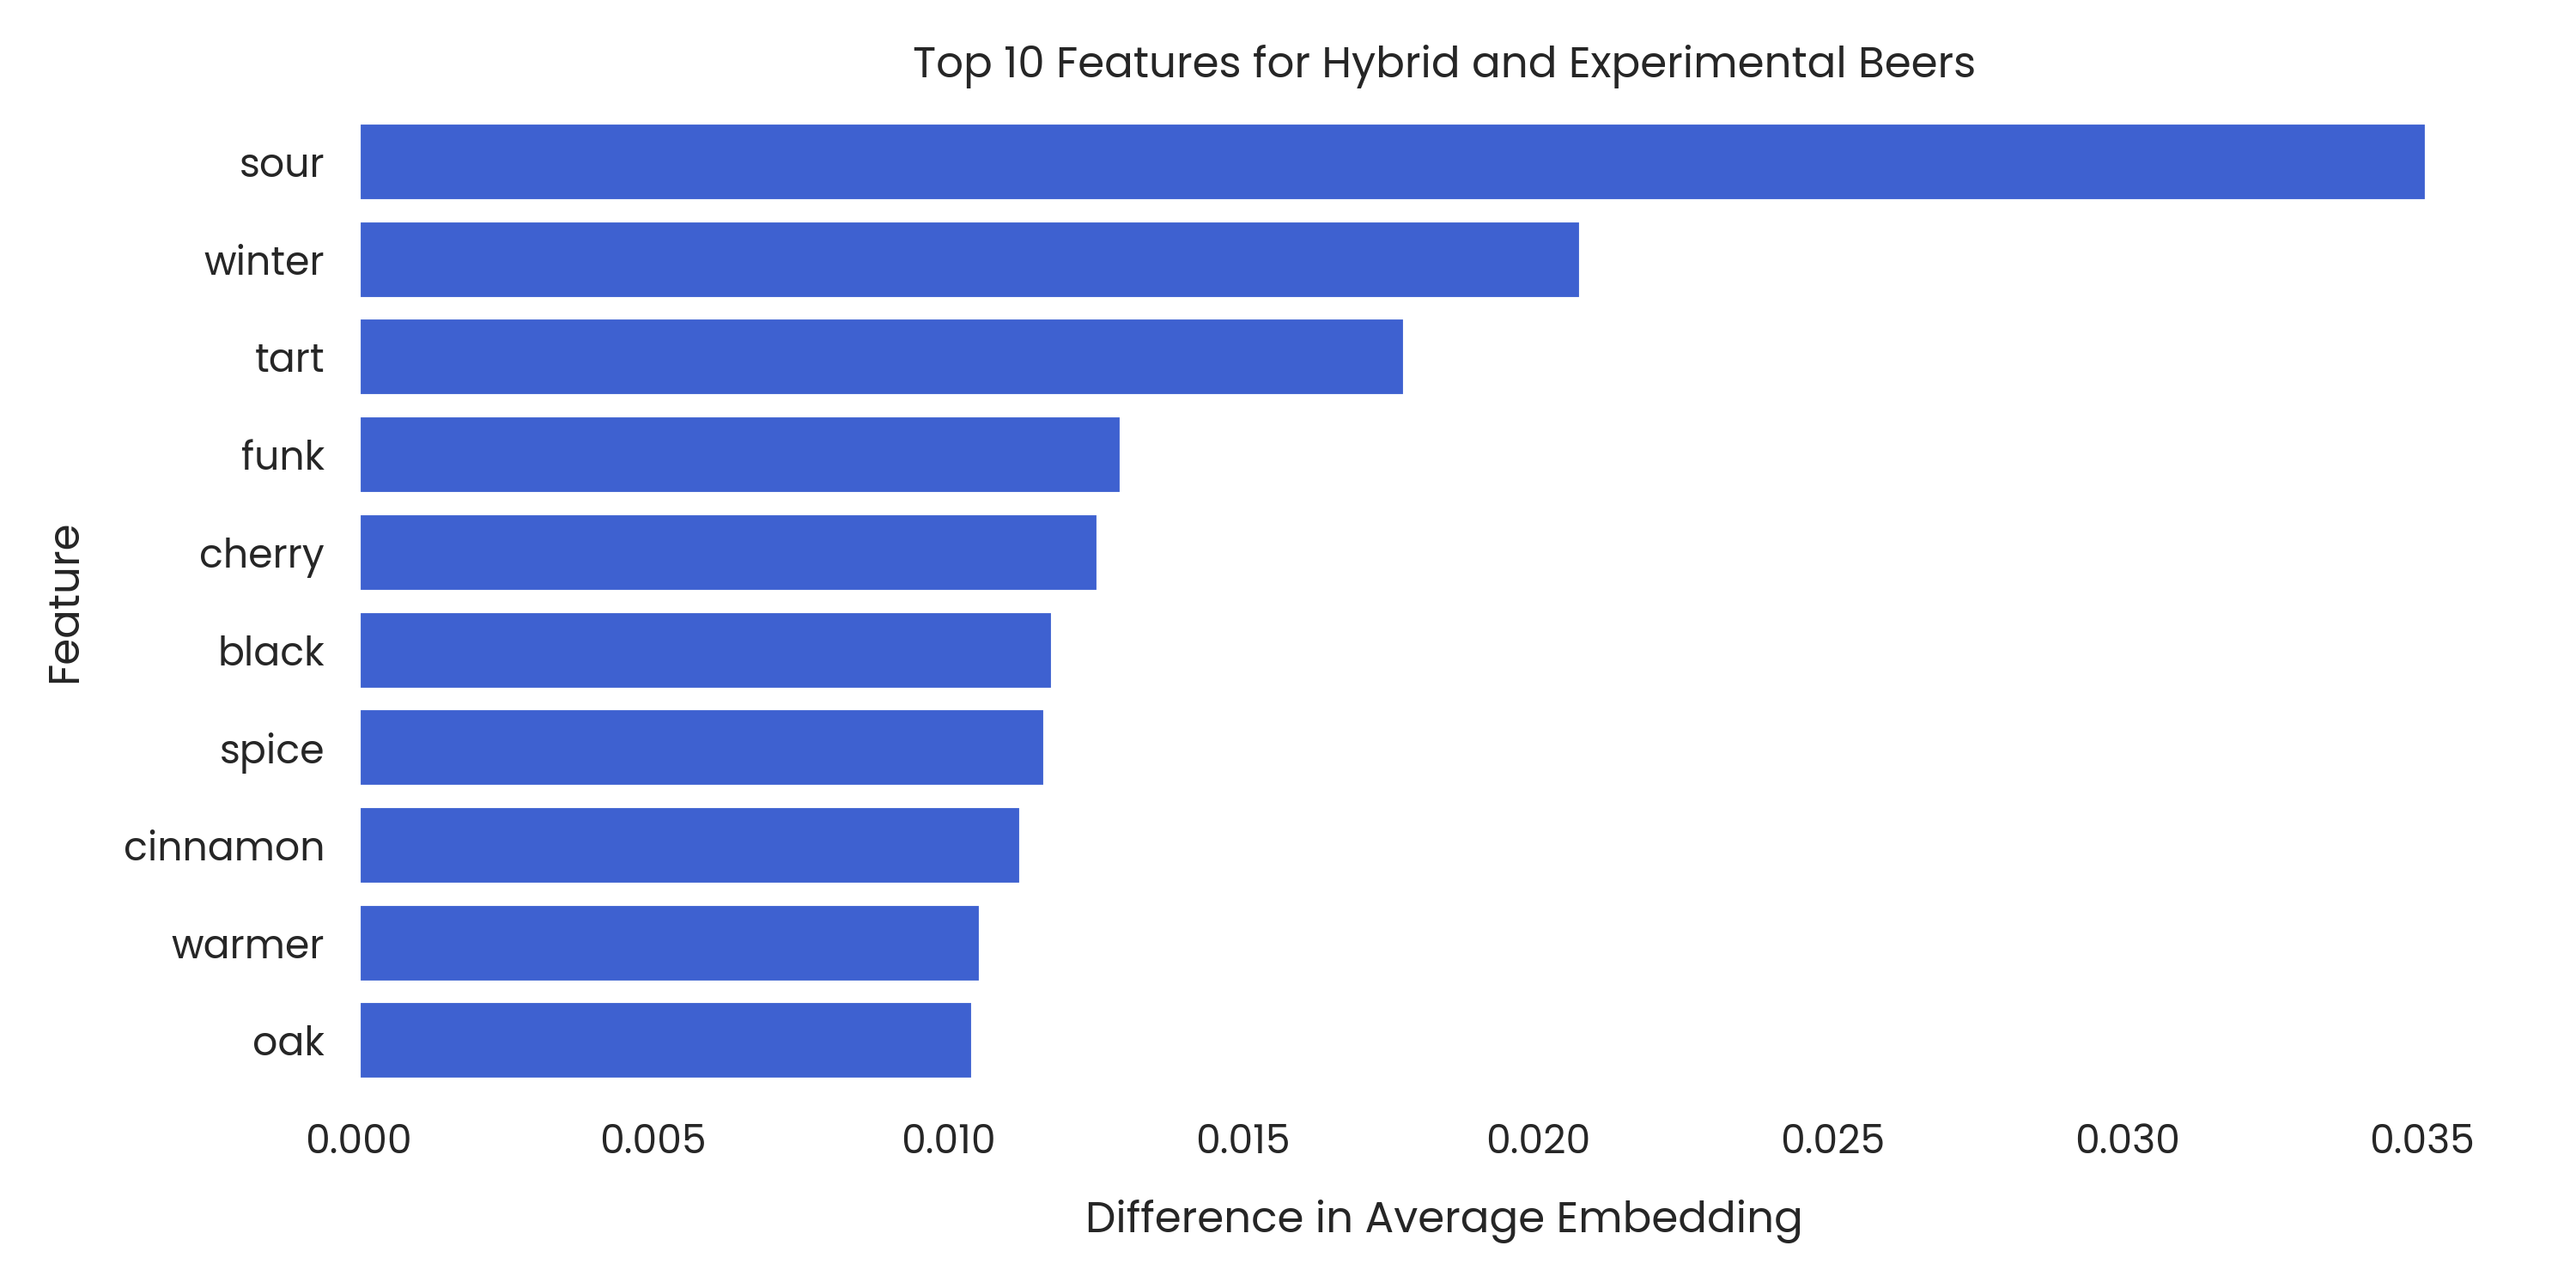 Top 10 Features for Hybrid and Experimental Beers
sour
winter
tart
funk
cherry
black
spice
cinnamon
warmer
oak
Feature
0.000 0.005 0.010 0.015 0.020 0.025 0.030 0.035
Difference in Average Embedding